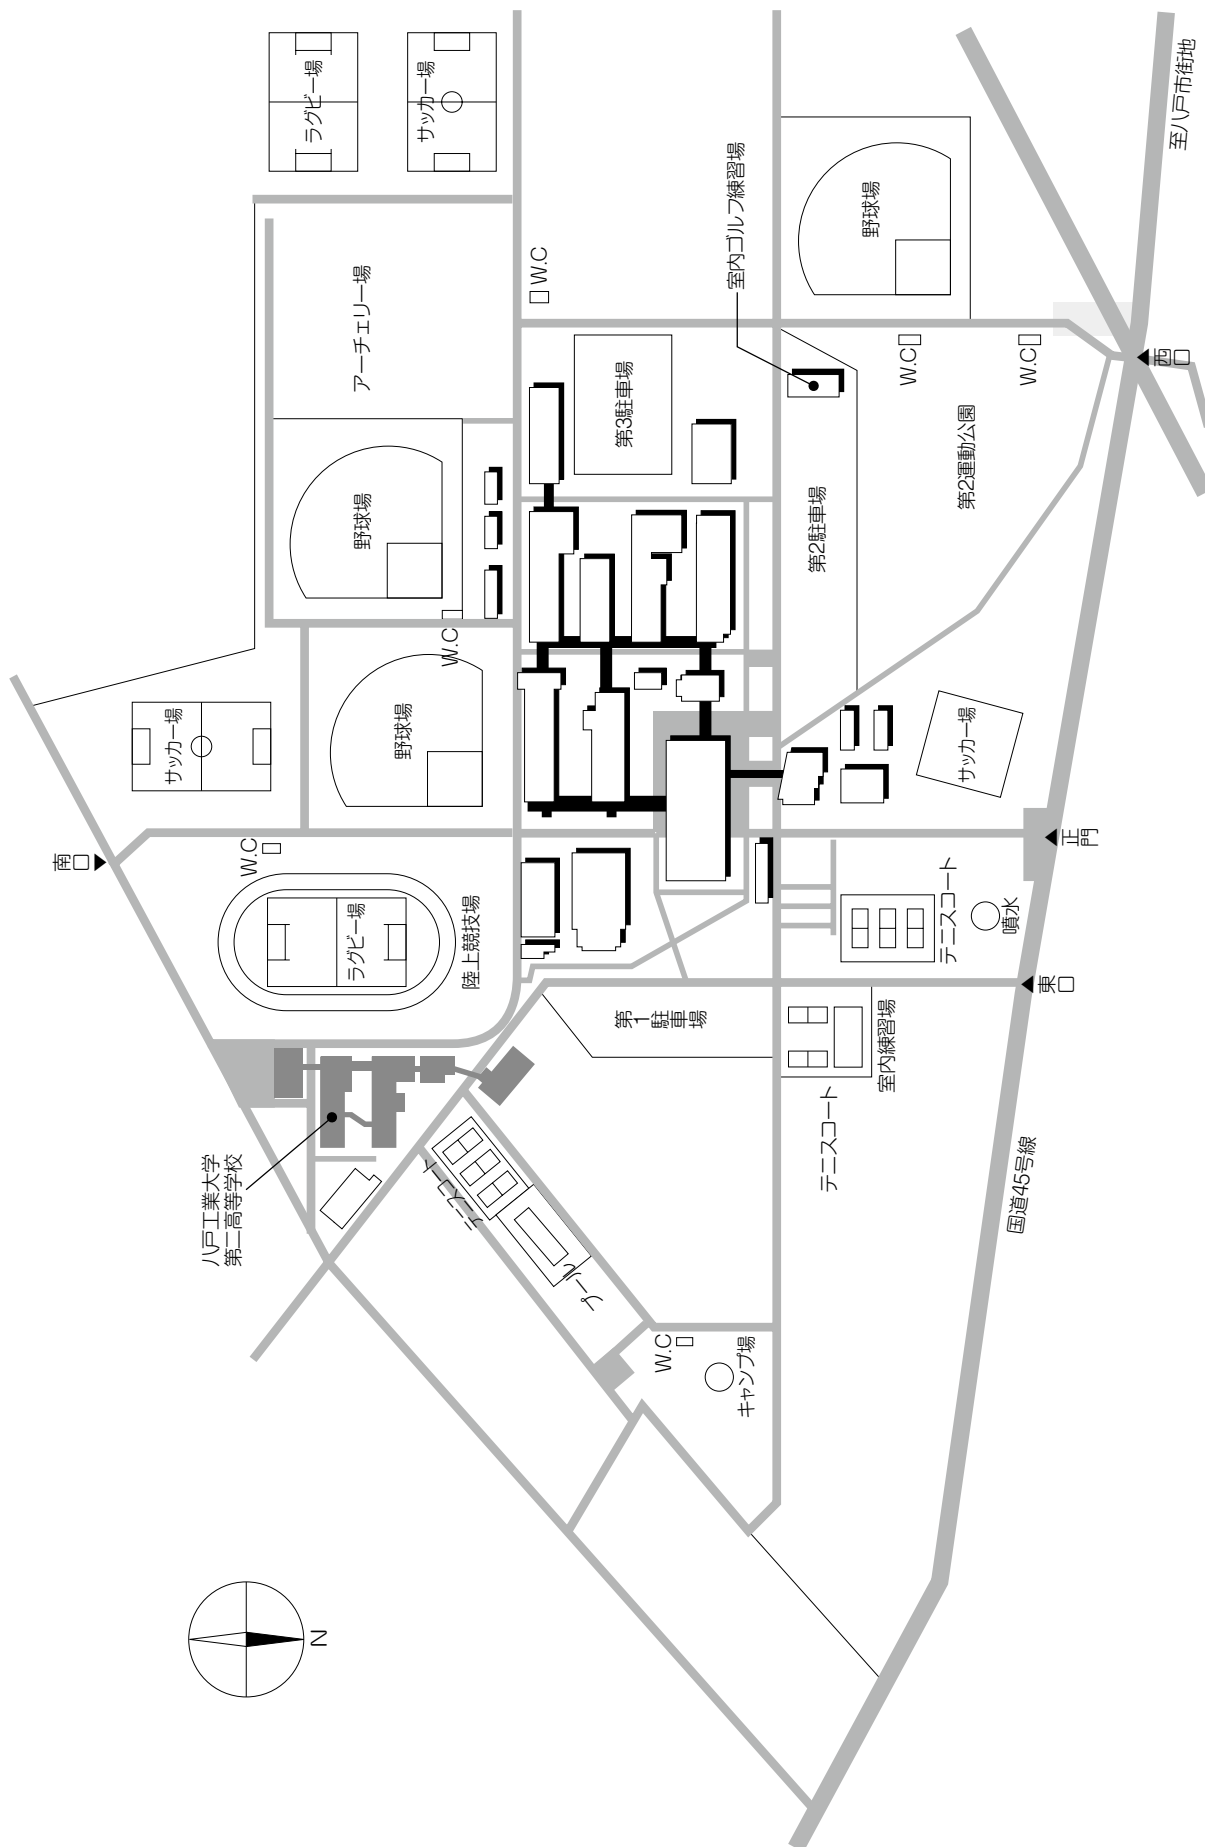 至八戸市街地
ラグビー場
サッカー場
室内ゴルフ練習場
野球場
アーチェリー場
W.C
W.C
W.C
西口
第3駐車場
第2駐車場
第2運動公園
野球場
W.C
野球場
サッカー場
サッカー場
南口
W.C
正門
ラグビー場
陸上競技場
テニスコート
噴水
東口
第1駐車場
室内練習場
テニスコート
国道45号線
八戸工業大学
第二高等学校
テニスコート
プール
W.C
キャンプ場
N